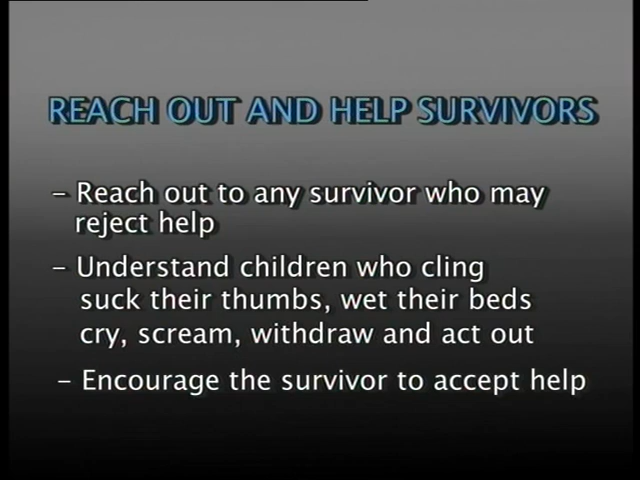 REACH OUT AND HELP SURVIVORS
– Reach out to any survivor who may
reject help
– Understand children who cling
suck their thumbs, wet their beds
cry, scream, withdraw and act out
– Encourage the survivor to accept help